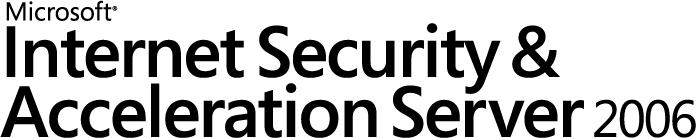 Microsoft®
Internet Security &
Acceleration Server 2006